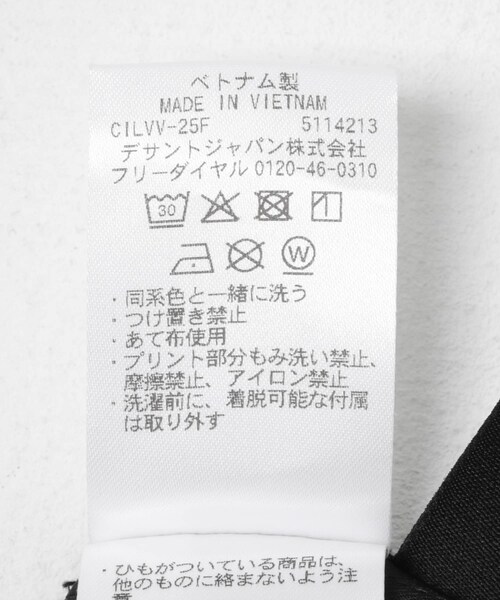 ベトナム製
MADE IN VIETNAM
CILVV-25F 5114213
デサントジャパン株式会社
フリーダイヤル 0120-46-0310
30
W
・同系色と一緒に洗う
・つけ置き禁止
・あて布使用
・プリント部分もみ洗い禁止、
摩擦禁止、アイロン禁止
・洗濯前に、着脱可能な付属
は取り外す
・ひもがついている商品は、
他のものに絡まないよう注
意